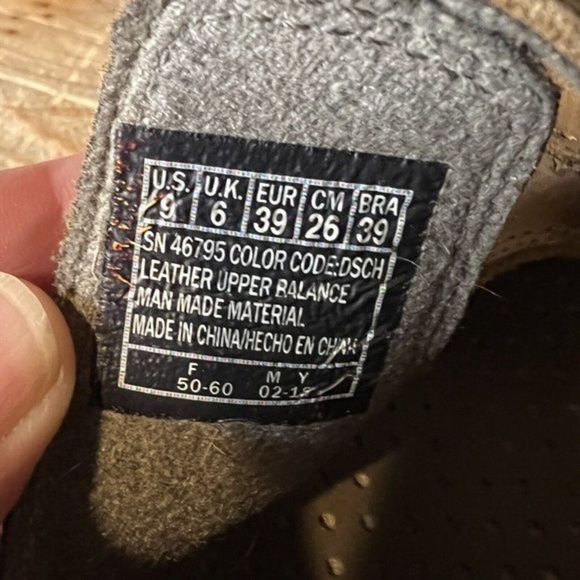 U.S. U.K. EUR CM BRA
9 6 39 26 39
SN 46795 COLOR CODE:DSCH
LEATHER UPPER BALANCE
MAN MADE MATERIAL
MADE IN CHINA/HECHO EN CHINA
F M Y
50-60